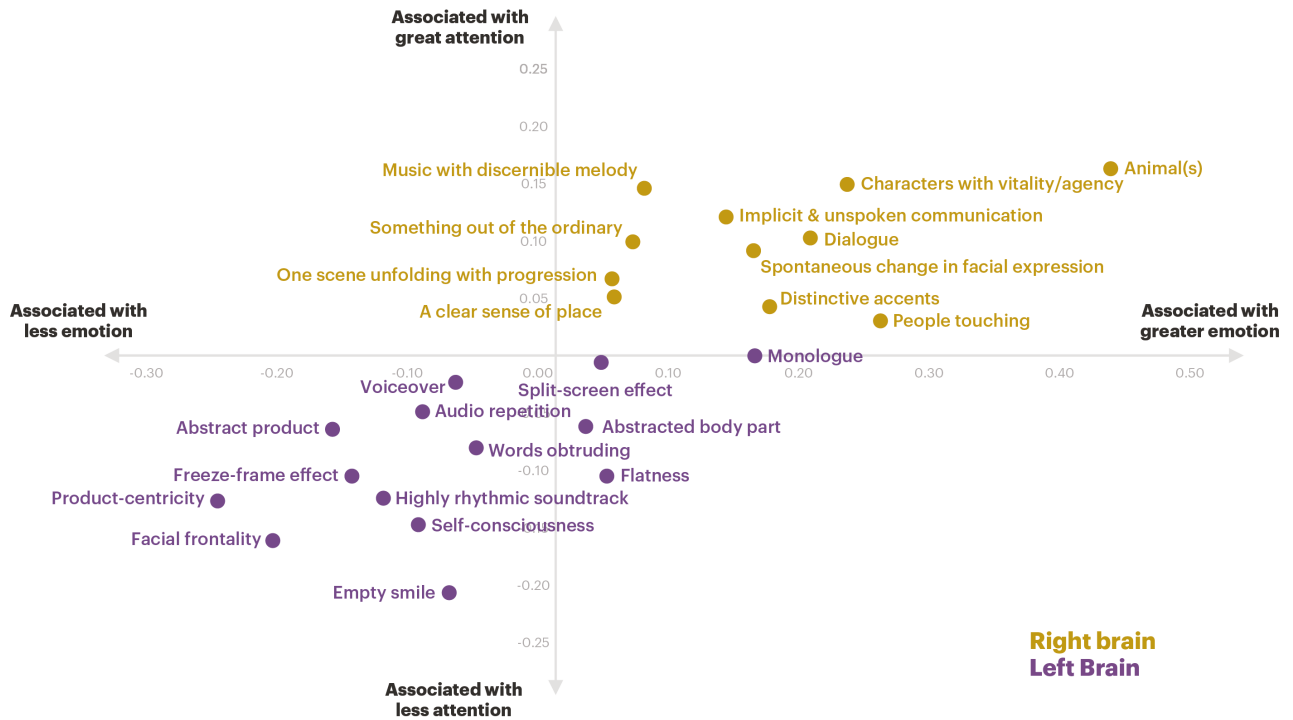 Associated with
great attention
0.25
0.20
Music with discernible melody
0.15
Animal(s)
Characters with vitality/agency
Implicit & unspoken communication
Something out of the ordinary
0.10
Dialogue
Spontaneous change in facial expression
One scene unfolding with progression
0.05
Distinctive accents
A clear sense of place
People touching
Associated with
less emotion
Associated with
greater emotion
Monologue
-0.30
-0.20
-0.10
0.00
0.10
0.20
0.30
0.40
0.50
Voiceover
Split-screen effect
Audio repetition
Abstract product
Abstracted body part
Words obtruding
-0.10
Freeze-frame effect
Flatness
Product-centricity
Highly rhythmic soundtrack
Self-consciousness
Facial frontality
-0.20
Empty smile
-0.25
Right brain
Left Brain
Associated with
less attention